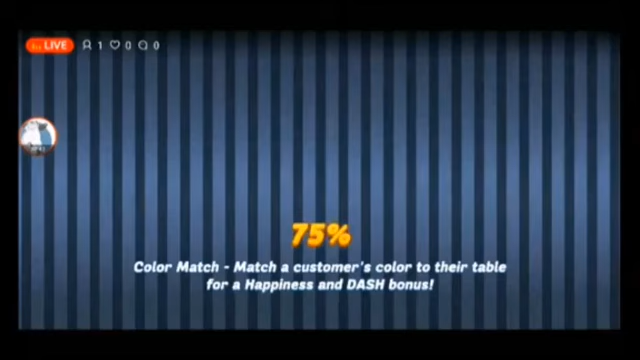 LIVE 1 0 0
75%
Color Match - Match a customer's color to their table
for a Happiness and DASH bonus!